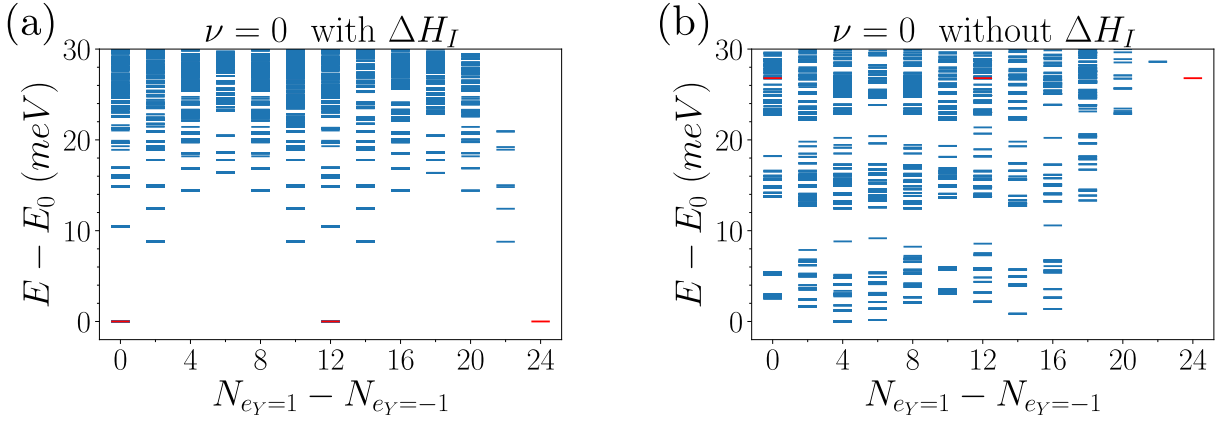 (a) ν = 0 with ΔH_I
30
20
10
0
E − E_0 (meV)
0 4 8 12 16 20 24
N_{e_Y=1} − N_{e_Y=−1}
(b) ν = 0 without ΔH_I
30
20
10
0
E − E_0 (meV)
0 4 8 12 16 20 24
N_{e_Y=1} − N_{e_Y=−1}